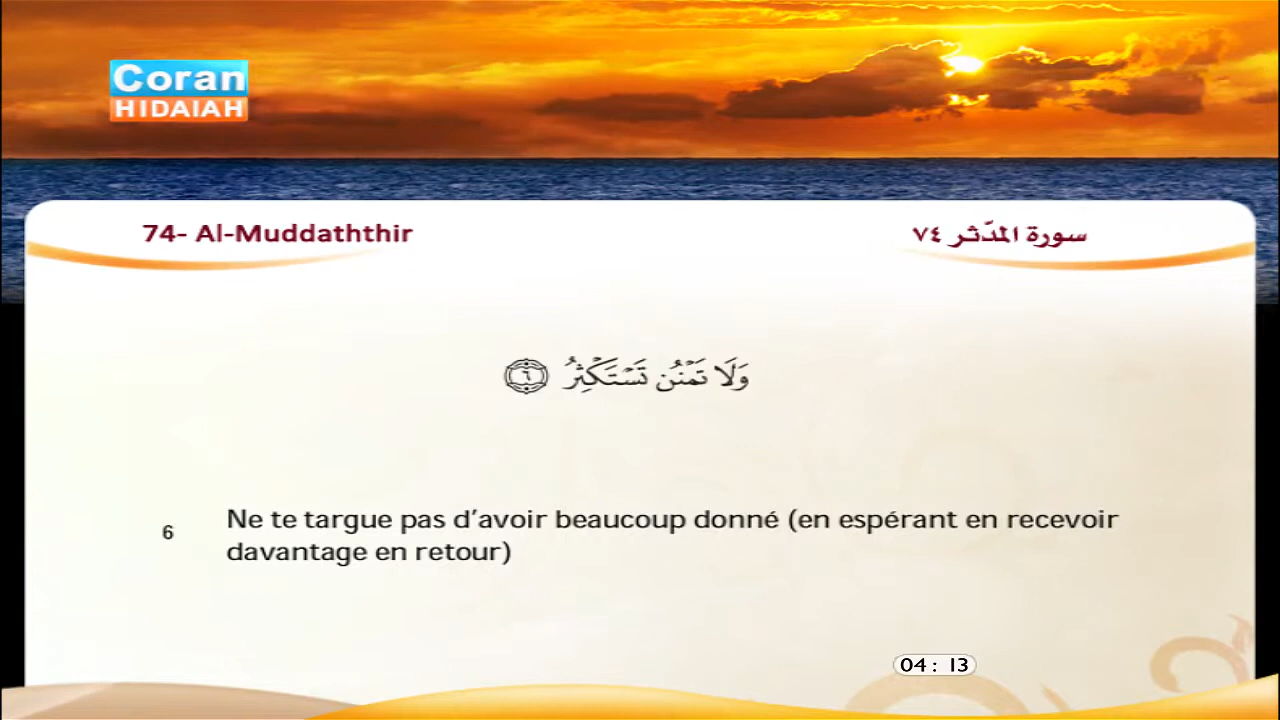 Coran
HIDAIAH
74- Al-Muddaththir
سورة المدّثر ٧٤
وَلَا تَمْنُن تَسْتَكْثِرُ ٦
6
Ne te targue pas d’avoir beaucoup donné (en espérant en recevoir
davantage en retour)
04 : 13